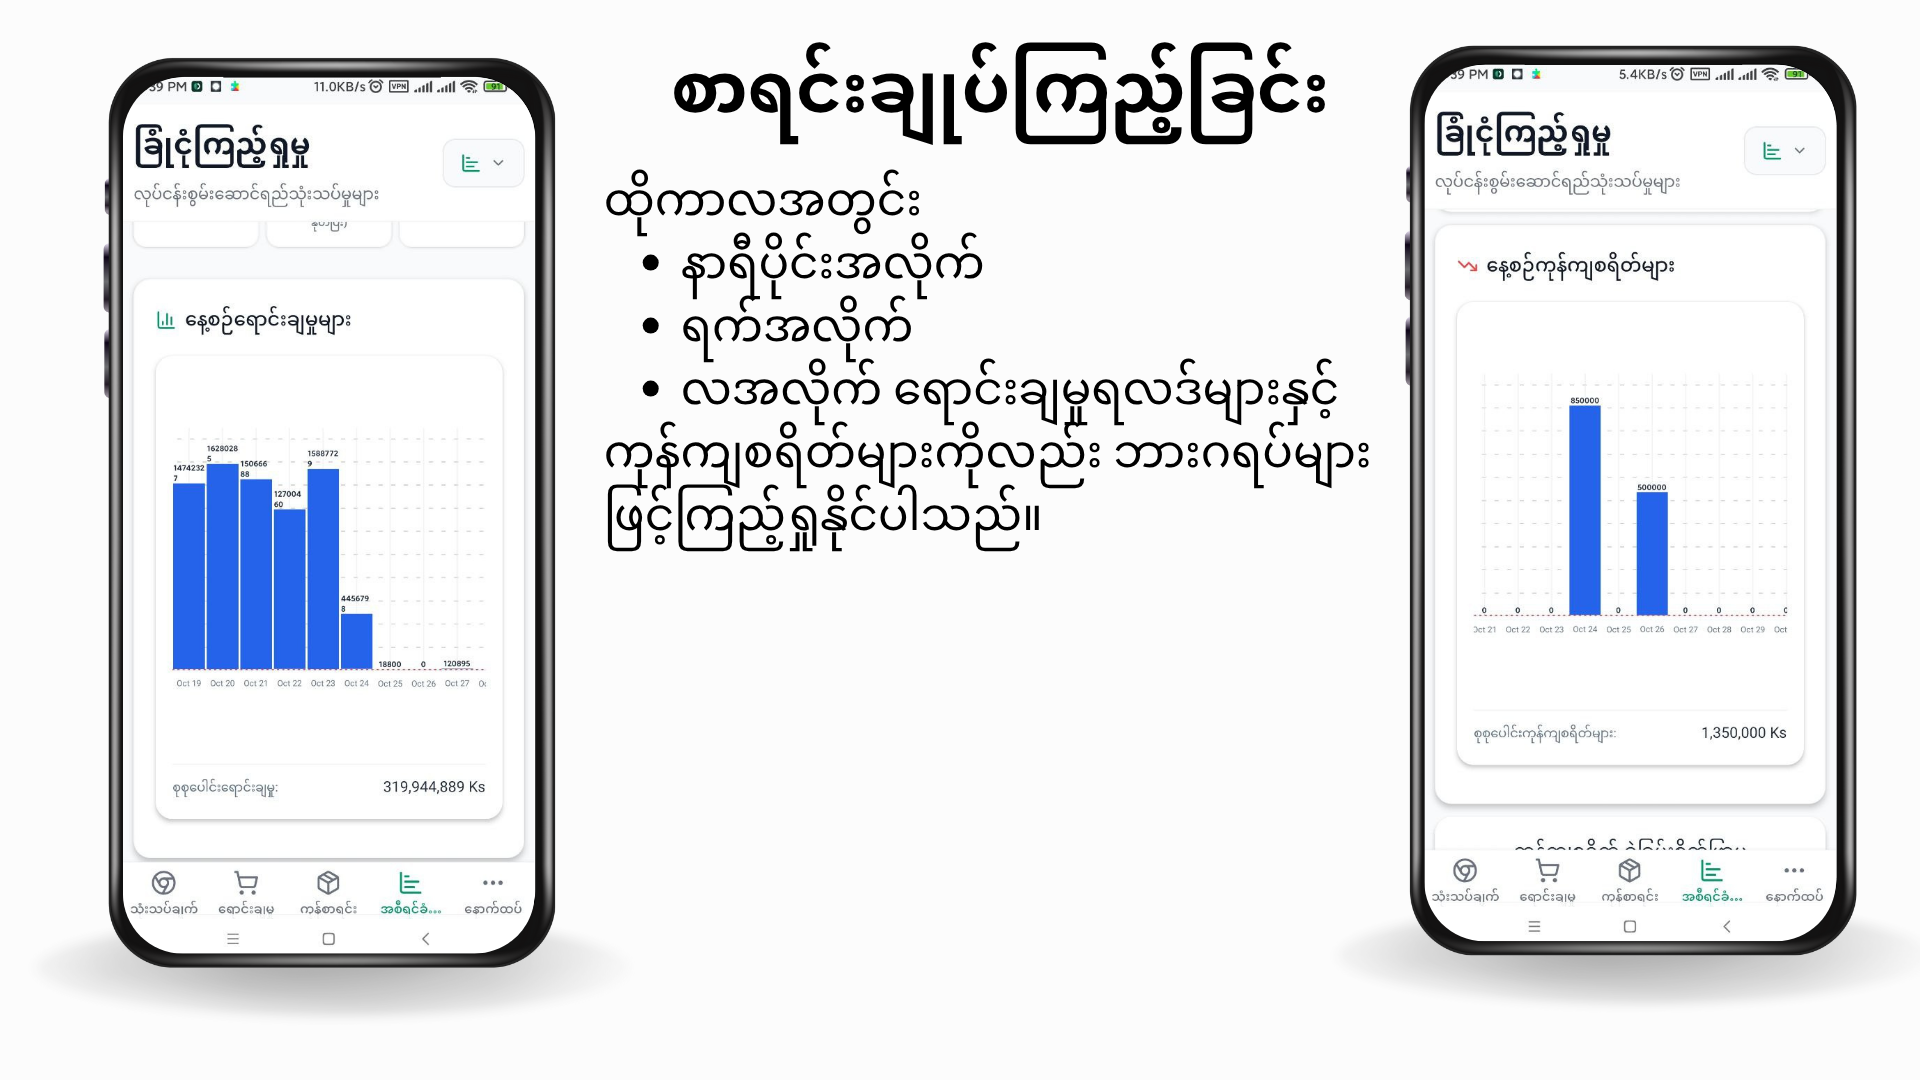 စာရင်းချုပ်ကြည့်ခြင်း
ထိုကာလအတွင်း
• နာရီပိုင်းအလိုက်
• ရက်အလိုက်
• လအလိုက် ရောင်းချမှုရလဒ်များနှင့်
ကုန်ကျစရိတ်များကိုလည်း ဘားဂရပ်များ
ဖြင့်ကြည့်ရှုနိုင်ပါသည်။
39 PM 11.0KB/s VPN 91
ခြုံငုံကြည့်ရှုမှု
လုပ်ငန်းစွမ်းဆောင်ရည်သုံးသပ်မှုများ
နေ့စဉ်ရောင်းချမှုများ
1474232
7
1628028
5
150666
88
127004
60
1588772
9
445679
8
18800
0
120895
Oct 19 Oct 20 Oct 21 Oct 22 Oct 23 Oct 24 Oct 25 Oct 26 Oct 27
စုစုပေါင်းရောင်းချမှု: 319,944,889 Ks
သုံးသပ်ချက် ရောင်းချမှု ကုန်စာရင်း အစီရင်ခံ... နောက်ထပ်
39 PM 5.4KB/s VPN 91
ခြုံငုံကြည့်ရှုမှု
လုပ်ငန်းစွမ်းဆောင်ရည်သုံးသပ်မှုများ
နေ့စဉ်ကုန်ကျစရိတ်များ
850000
500000
0 0 0 0 0 0 0
Oct 21 Oct 22 Oct 23 Oct 24 Oct 25 Oct 26 Oct 27 Oct 28 Oct 29 Oct
စုစုပေါင်းကုန်ကျစရိတ်များ: 1,350,000 Ks
သုံးသပ်ချက် ရောင်းချမှု ကုန်စာရင်း အစီရင်ခံ... နောက်ထပ်